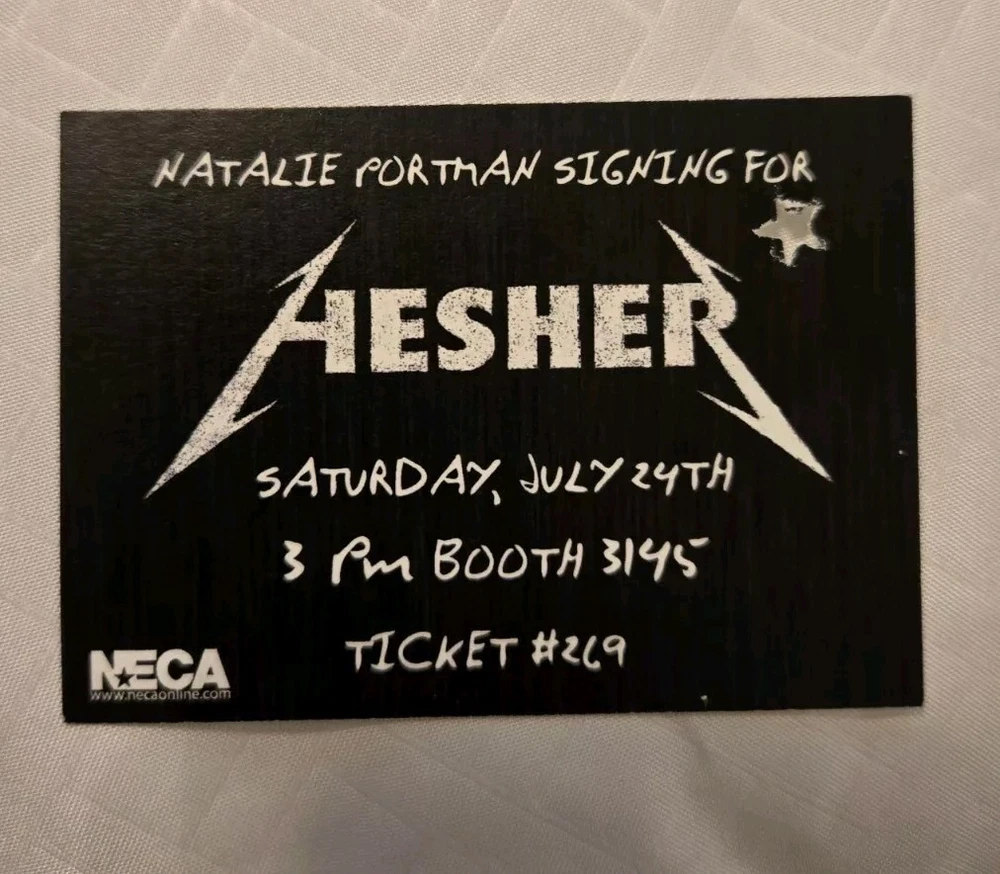 NATALIE PORTMAN SIGNING FOR
HESHER
SATURDAY, JULY 24TH
3 Pm BOOTH 3145
TICKET #269
NECA
www.necaonline.com